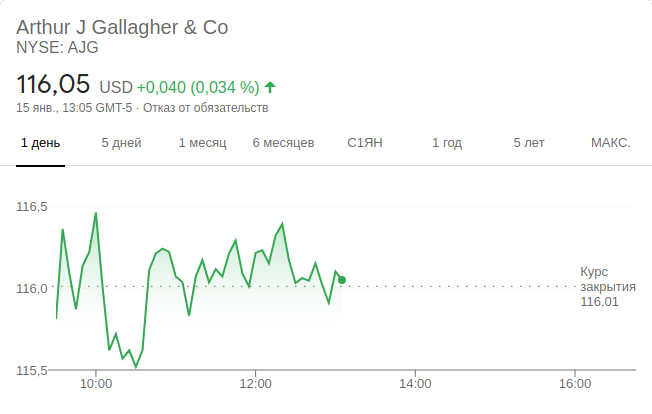 Arthur J Gallagher & Co
NYSE: AJG
116,05 USD +0,040 (0,034 %)
15 янв., 13:05 GMT-5 · Отказ от обязательств
1 день 5 дней 1 месяц 6 месяцев С1ЯН 1 год 5 лет МАКС.
116,5
Курс
116,0 закрытия
116,01
115,5
10:00 12:00 14:00 16:00